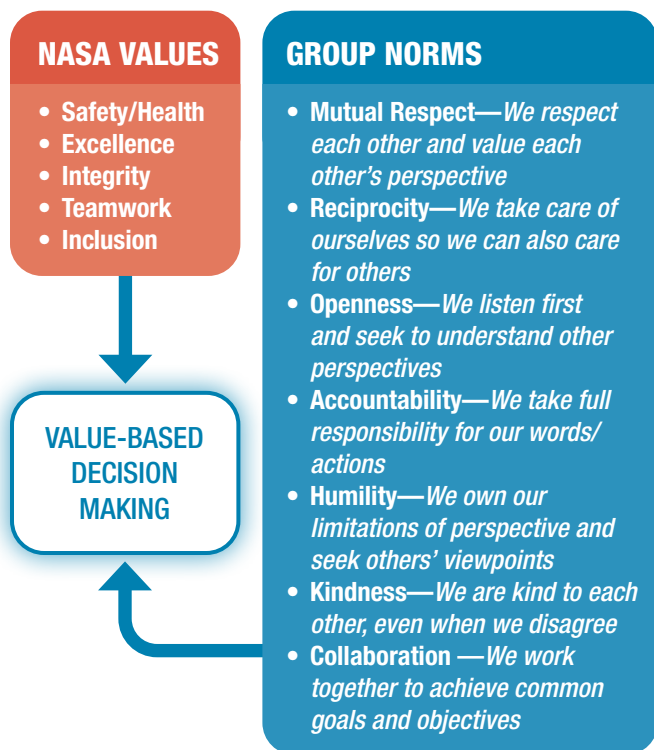 NASA VALUES
• Safety/Health
• Excellence
• Integrity
• Teamwork
• Inclusion
VALUE-BASED
DECISION
MAKING
GROUP NORMS
• Mutual Respect—We respect
each other and value each
other’s perspective
• Reciprocity—We take care of
ourselves so we can also care
for others
• Openness—We listen first
and seek to understand other
perspectives
• Accountability—We take full
responsibility for our words/
actions
• Humility—We own our
limitations of perspective and
seek others’ viewpoints
• Kindness—We are kind to each
other, even when we disagree
• Collaboration —We work
together to achieve common
goals and objectives